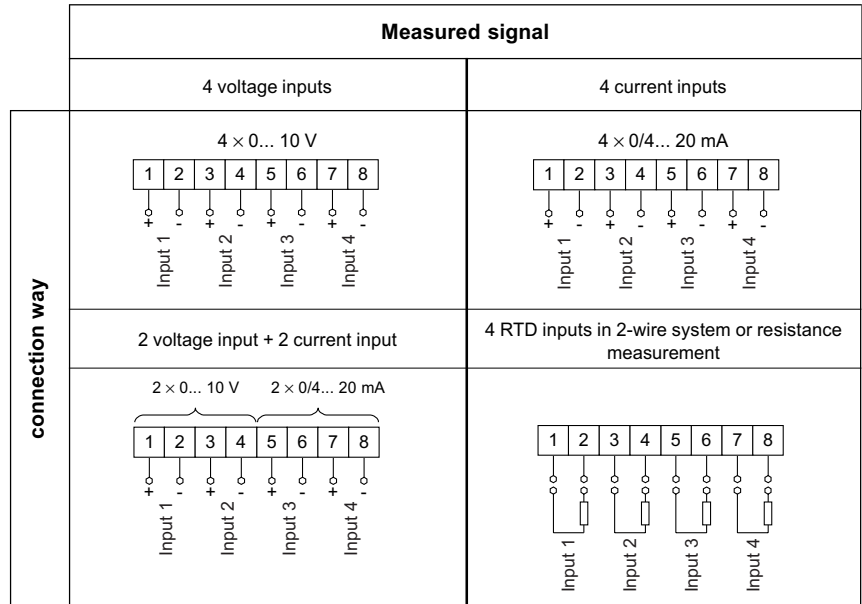 Measured signal
4 voltage inputs
4 current inputs
connection way
4 × 0... 10 V
1 2 3 4 5 6 7 8
+ - + - + - + -
Input 1 Input 2 Input 3 Input 4
4 × 0/4... 20 mA
1 2 3 4 5 6 7 8
+ - + - + - + -
Input 1 Input 2 Input 3 Input 4
2 voltage input + 2 current input
4 RTD inputs in 2-wire system or resistance
measurement
2 × 0... 10 V 2 × 0/4... 20 mA
1 2 3 4 5 6 7 8
+ - + - + - + -
Input 1 Input 2 Input 3 Input 4
1 2 3 4 5 6 7 8
Input 1 Input 2 Input 3 Input 4